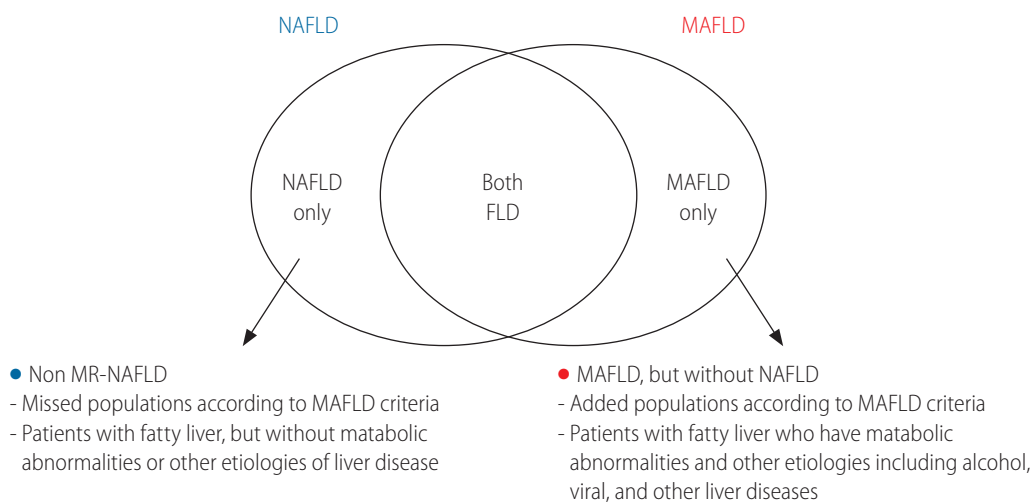 NAFLD
MAFLD
NAFLD
only
Both
FLD
MAFLD
only
● Non MR-NAFLD
- Missed populations according to MAFLD criteria
- Patients with fatty liver, but without matabolic
abnormalities or other etiologies of liver disease
● MAFLD, but without NAFLD
- Added populations according to MAFLD criteria
- Patients with fatty liver who have matabolic
abnormalities and other etiologies including alcohol,
viral, and other liver diseases